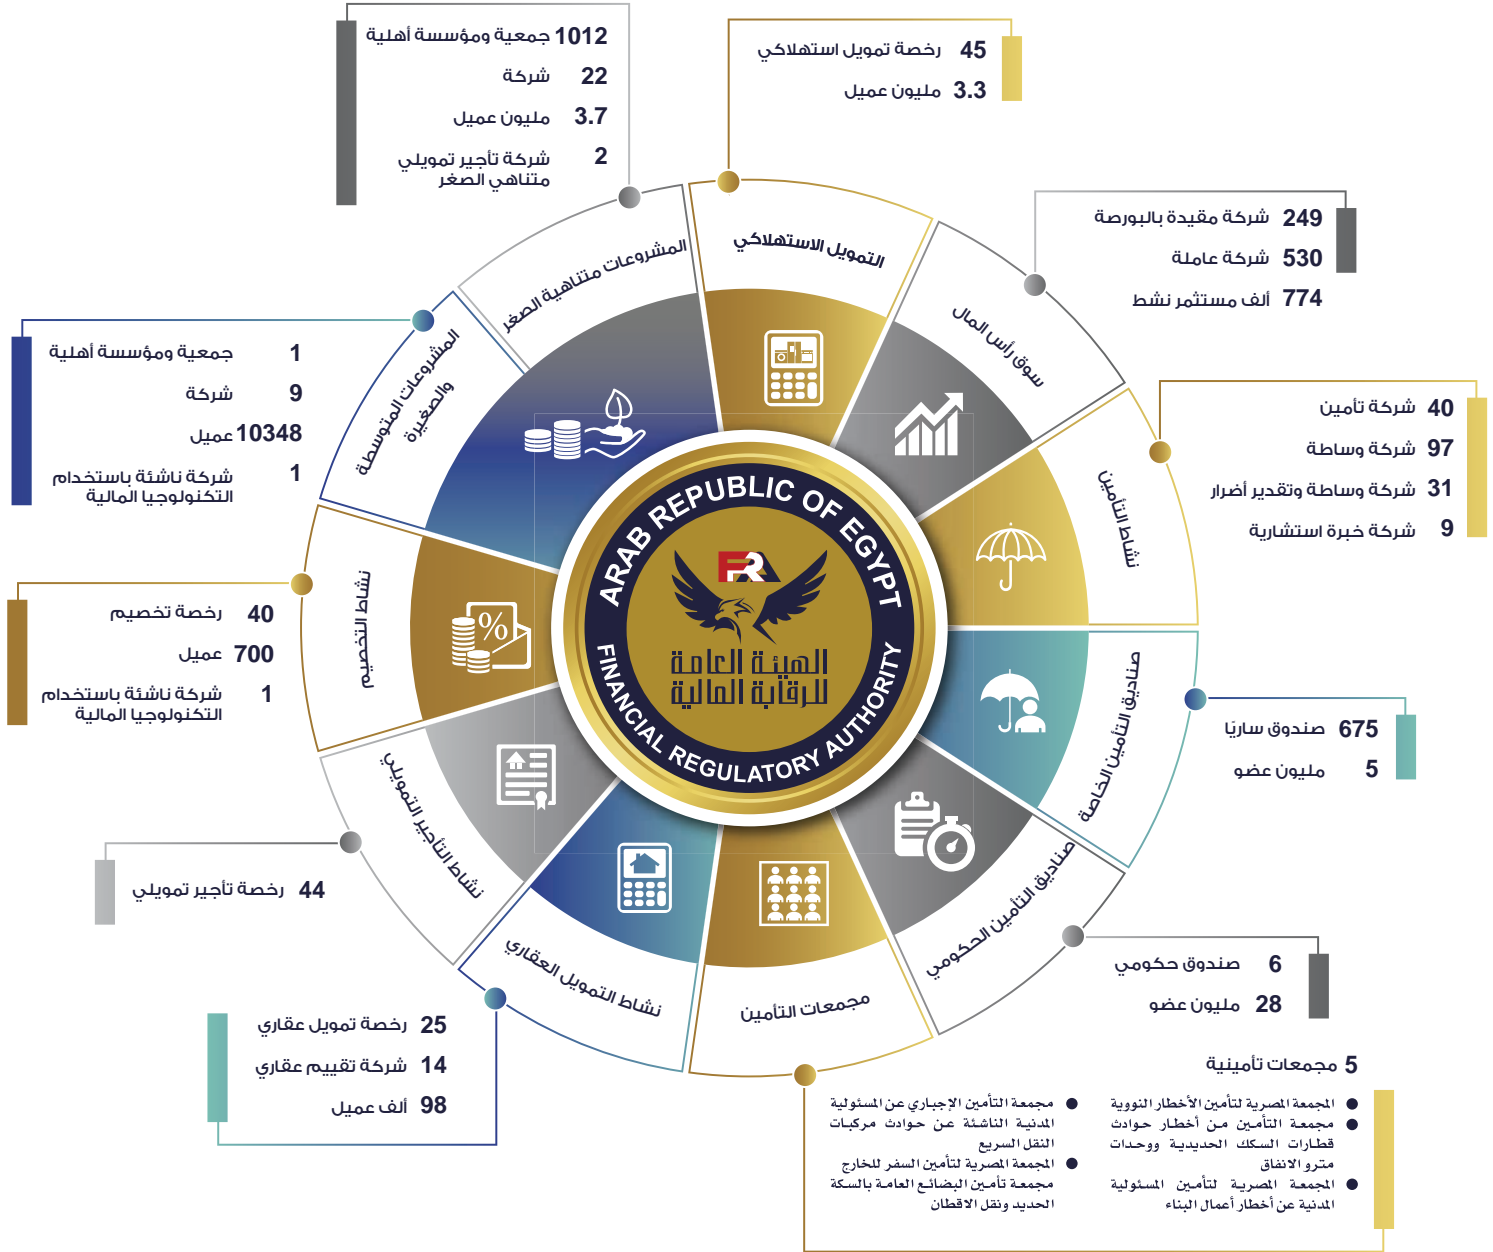 1012 جمعية ومؤسسة أهلية
22 شركة
3.7 مليون عميل
2 شركة تأجير تمويلي
متناهي الصغر
45 رخصة تمويل استهلاكي
3.3 مليون عميل
249 شركة مقيدة بالبورصة
530 شركة عاملة
774 ألف مستثمر نشط
40 شركة تأمين
97 شركة وساطة
31 شركة وساطة وتقدير أضرار
9 شركة خبرة استشارية
675 صندوق ساريًا
5 مليون عضو
6 صندوق حكومي
28 مليون عضو
5 مجمعات تأمينية
● المجمعة المصرية لتأمين الأخطار النووية
● مجمعة التأمين من أخطار حوادث
قطارات السكك الحديدية ووحدات
مترو الانفاق
● المجمعة المصرية لتأمين المسئولية
المدنية عن أخطار أعمال البناء
● مجمعة التأمين الإجباري عن المسئولية
المدنية الناشئة عن حوادث مركبات
النقل السريع
● المجمعة المصرية لتأمين السفر للخارج
مجمعة تأمين البضائع العامة بالسكة
الحديد ونقل الاقطان
25 رخصة تمويل عقاري
14 شركة تقييم عقاري
98 ألف عميل
44 رخصة تأجير تمويلي
40 رخصة تخصيم
700 عميل
1 شركة ناشئة باستخدام
التكنولوجيا المالية
1 جمعية ومؤسسة أهلية
9 شركة
10348 عميل
1 شركة ناشئة باستخدام
التكنولوجيا المالية
المشروعات متناهية الصغر
التمويل الاستهلاكي
سوق رأس المال
نشاط التأمين
صناديق التأمين الخاصة
صناديق التأمين الحكومي
مجمعات التأمين
نشاط التمويل العقاري
نشاط التأجير التمويلي
نشاط التخصيم
المشروعات المتوسطة
والصغيرة
ARAB REPUBLIC OF EGYPT
FRA
الهيئة العامة
للرقابة المالية
FINANCIAL REGULATORY AUTHORITY
%